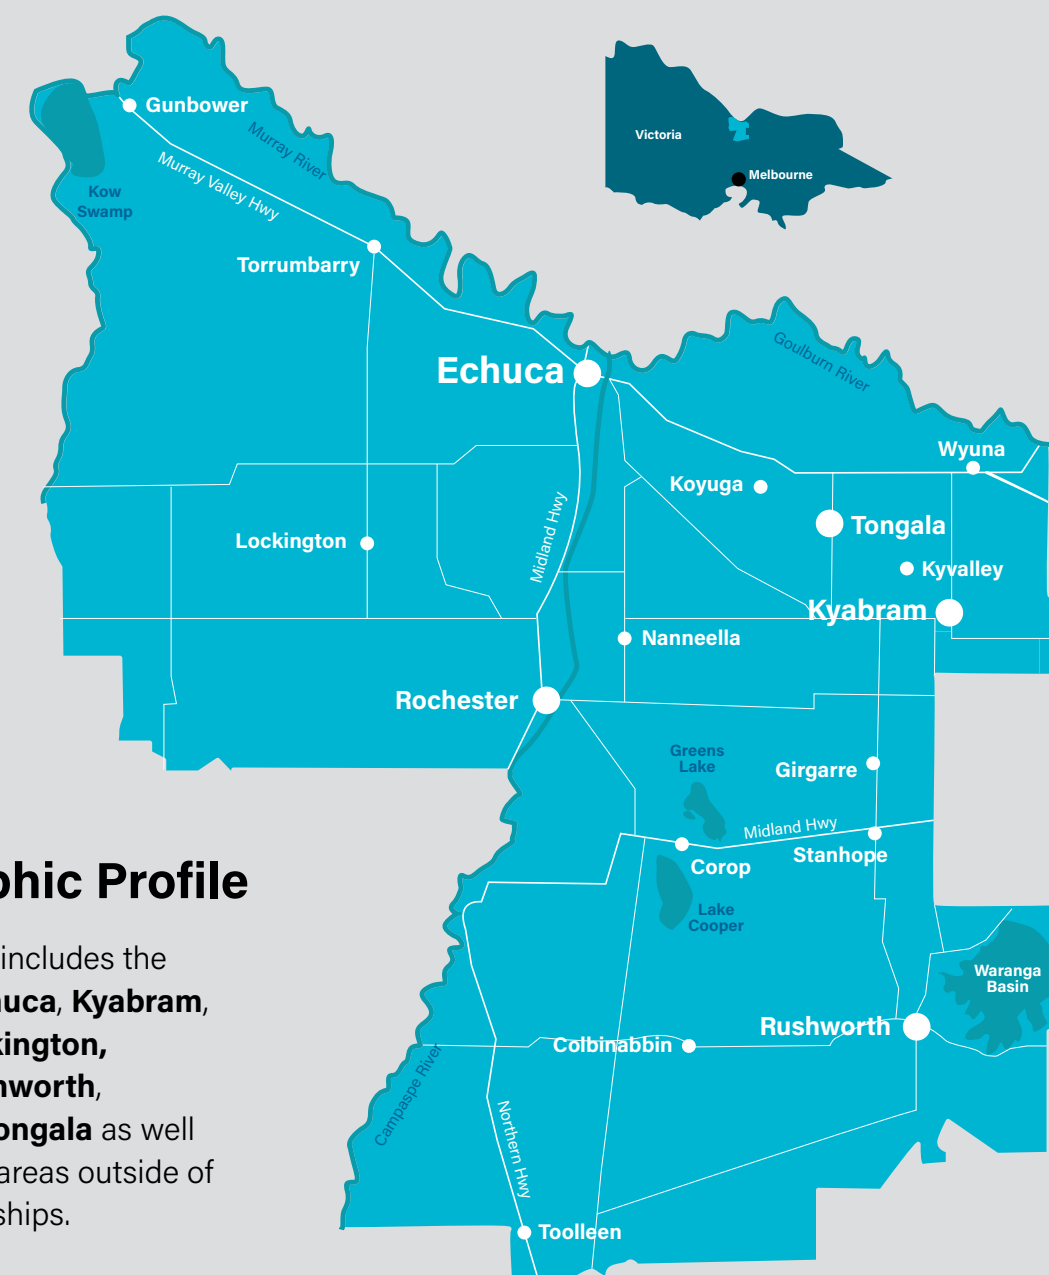 Gunbower
Murray River
Victoria
Murray Valley Hwy
Melbourne
Kow
Swamp
Torrumbarry
Goulburn River
Echuca
Wyuna
Koyuga
Midland Hwy
Tongala
Lockington
Kyvalley
Kyabram
Nanneella
Rochester
Greens
Lake
Girgarre
Midland Hwy
Stanhope
Corop
Lake
Cooper
Waranga
Basin
Rushworth
Colbinabbin
Campaspe River
Northern Hwy
Toolleen
phic Profile
includes the
uca, Kyabram,
kington,
hworth,
ongala as well
areas outside of
ships.